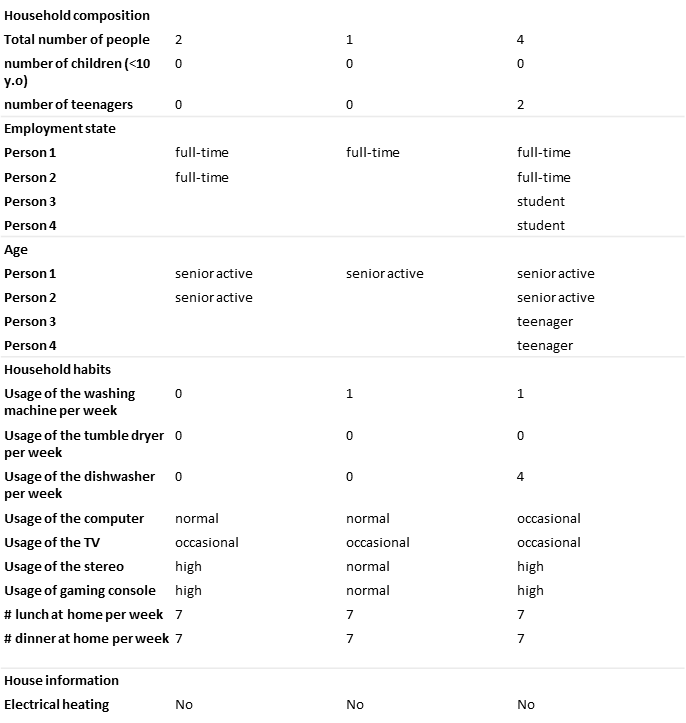 Household composition
Total number of people 2 1 4
number of children (<10 0 0 0
y.o)
number of teenagers 0 0 2
Employment state
Person 1 full-time full-time full-time
Person 2 full-time full-time
Person 3 student
Person 4 student
Age
Person 1 senior active senior active senior active
Person 2 senior active senior active
Person 3 teenager
Person 4 teenager
Household habits
Usage of the washing 0 1 1
machine per week
Usage of the tumble dryer 0 0 0
per week
Usage of the dishwasher 0 0 4
per week
Usage of the computer normal normal occasional
Usage of the TV occasional occasional occasional
Usage of the stereo high normal high
Usage of gaming console high normal high
# lunch at home per week 7 7 7
# dinner at home per week 7 7 7
House information
Electrical heating No No No